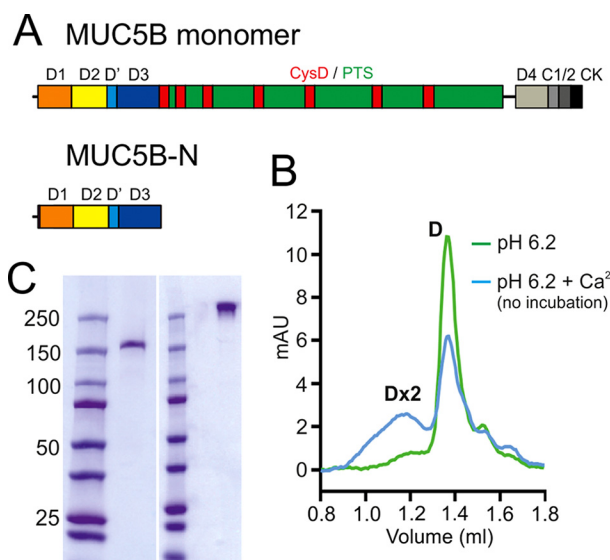 A MUC5B monomer
CysD / PTS
D1 D2 D' D3
D4 C1/2 CK
MUC5B-N
D1 D2 D' D3
B
12
10
8
6
4
2
0
mAU
D
Dx2
pH 6.2
pH 6.2 + Ca²
(no incubation)
0.8 1.0 1.2 1.4 1.6 1.8
Volume (ml)
C
250
150
100
50
25